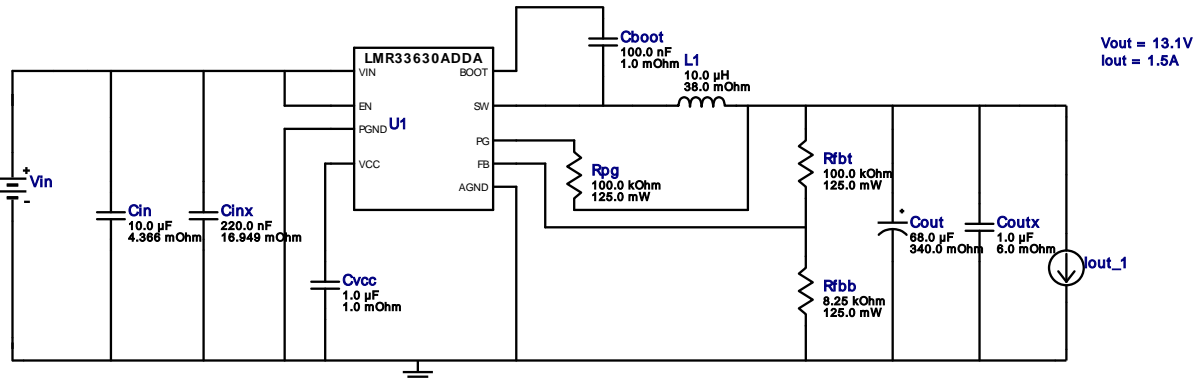 Vout = 13.1V
Iout = 1.5A
Cboot
100.0 nF
1.0 mOhm
L1
10.0 µH
38.0 mOhm
LMR33630ADDA
VIN
BOOT
EN
SW
PGND
U1
PG
VCC
FB
AGND
Rpg
100.0 kOhm
125.0 mW
Rfbt
100.0 kOhm
125.0 mW
+
Vin
-
Cin
10.0 µF
4.366 mOhm
Cinx
220.0 nF
16.949 mOhm
Cout
68.0 µF
340.0 mOhm
Coutx
1.0 µF
6.0 mOhm
Iout_1
Cvcc
1.0 µF
1.0 mOhm
Rfbb
8.25 kOhm
125.0 mW